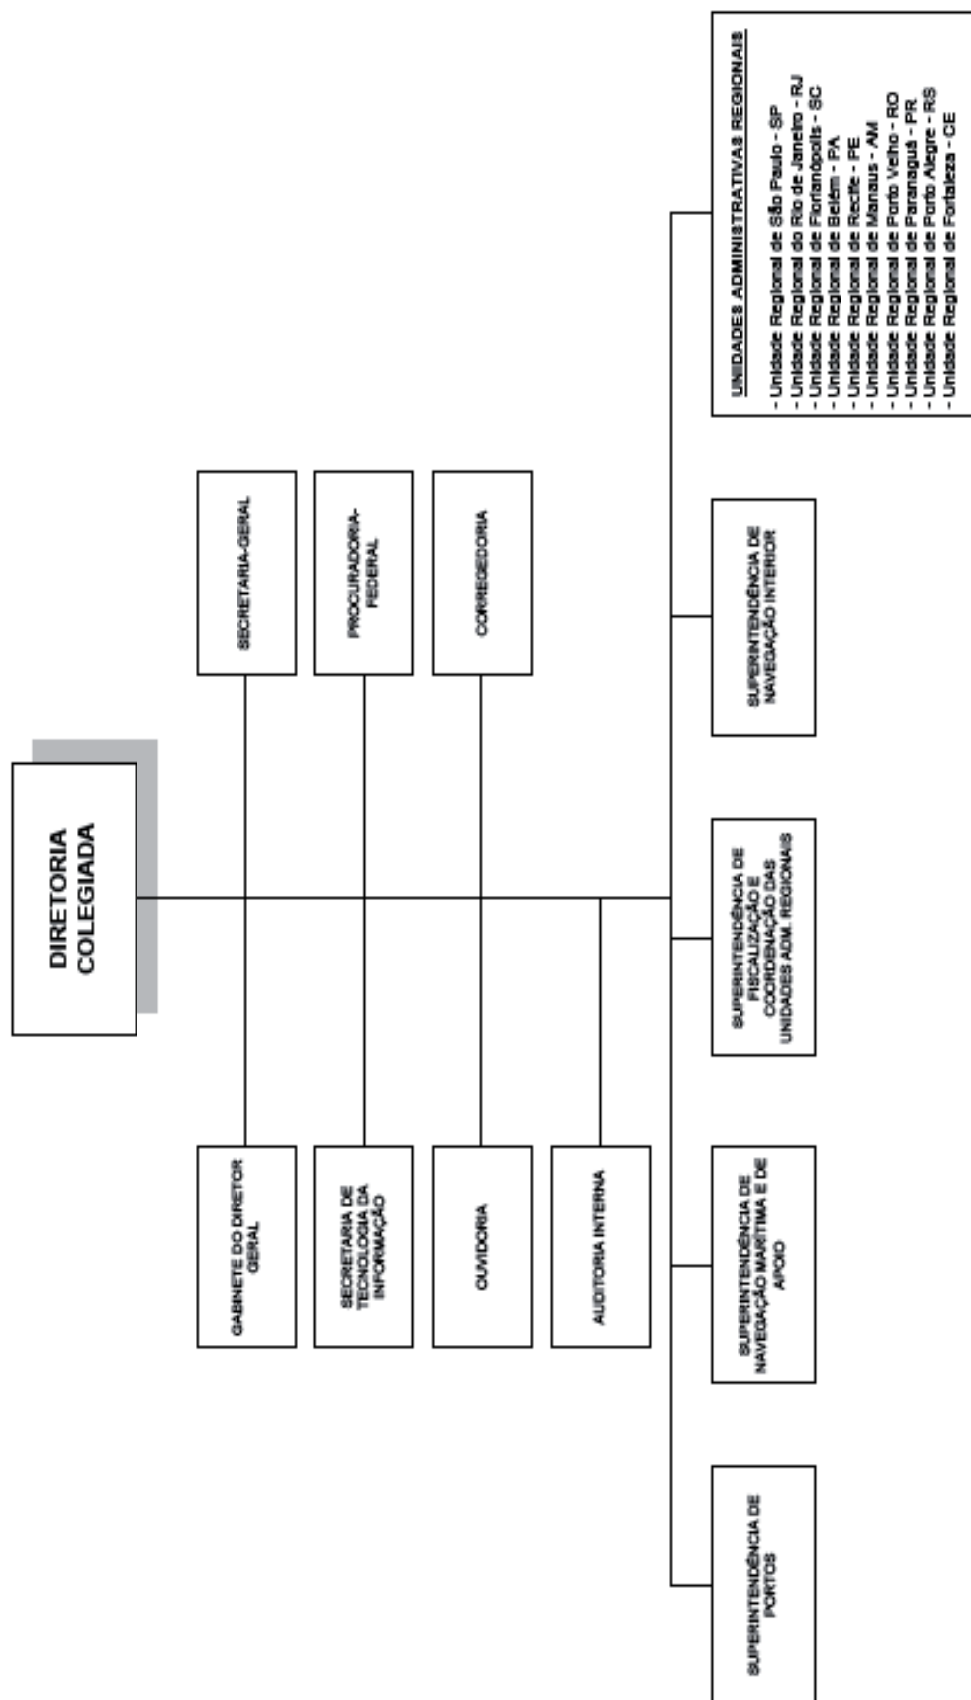 DIRETORIA
COLEGIADA
GABINETE DO DIRETOR
GERAL
SECRETARIA-GERAL
SECRETARIA DE
TECNOLOGIA DA
INFORMAÇÃO
PROCURADORIA-
FEDERAL
OUVIDORIA
CORREGEDORIA
AUDITORIA INTERNA
SUPERINTENDÊNCIA DE
PORTOS
SUPERINTENDÊNCIA DE
NAVEGAÇÃO MARÍTIMA E DE
APOIO
SUPERINTENDÊNCIA DE
FISCALIZAÇÃO E
COORDENAÇÃO DAS
UNIDADES ADM. REGIONAIS
SUPERINTENDÊNCIA DE
NAVEGAÇÃO INTERIOR
UNIDADES ADMINISTRATIVAS REGIONAIS
- Unidade Regional de São Paulo - SP
- Unidade Regional do Rio de Janeiro - RJ
- Unidade Regional de Florianópolis - SC
- Unidade Regional de Belém - PA
- Unidade Regional de Recife - PE
- Unidade Regional de Manaus - AM
- Unidade Regional de Porto Velho - RO
- Unidade Regional de Paranaguá - PR
- Unidade Regional de Porto Alegre - RS
- Unidade Regional de Fortaleza - CE